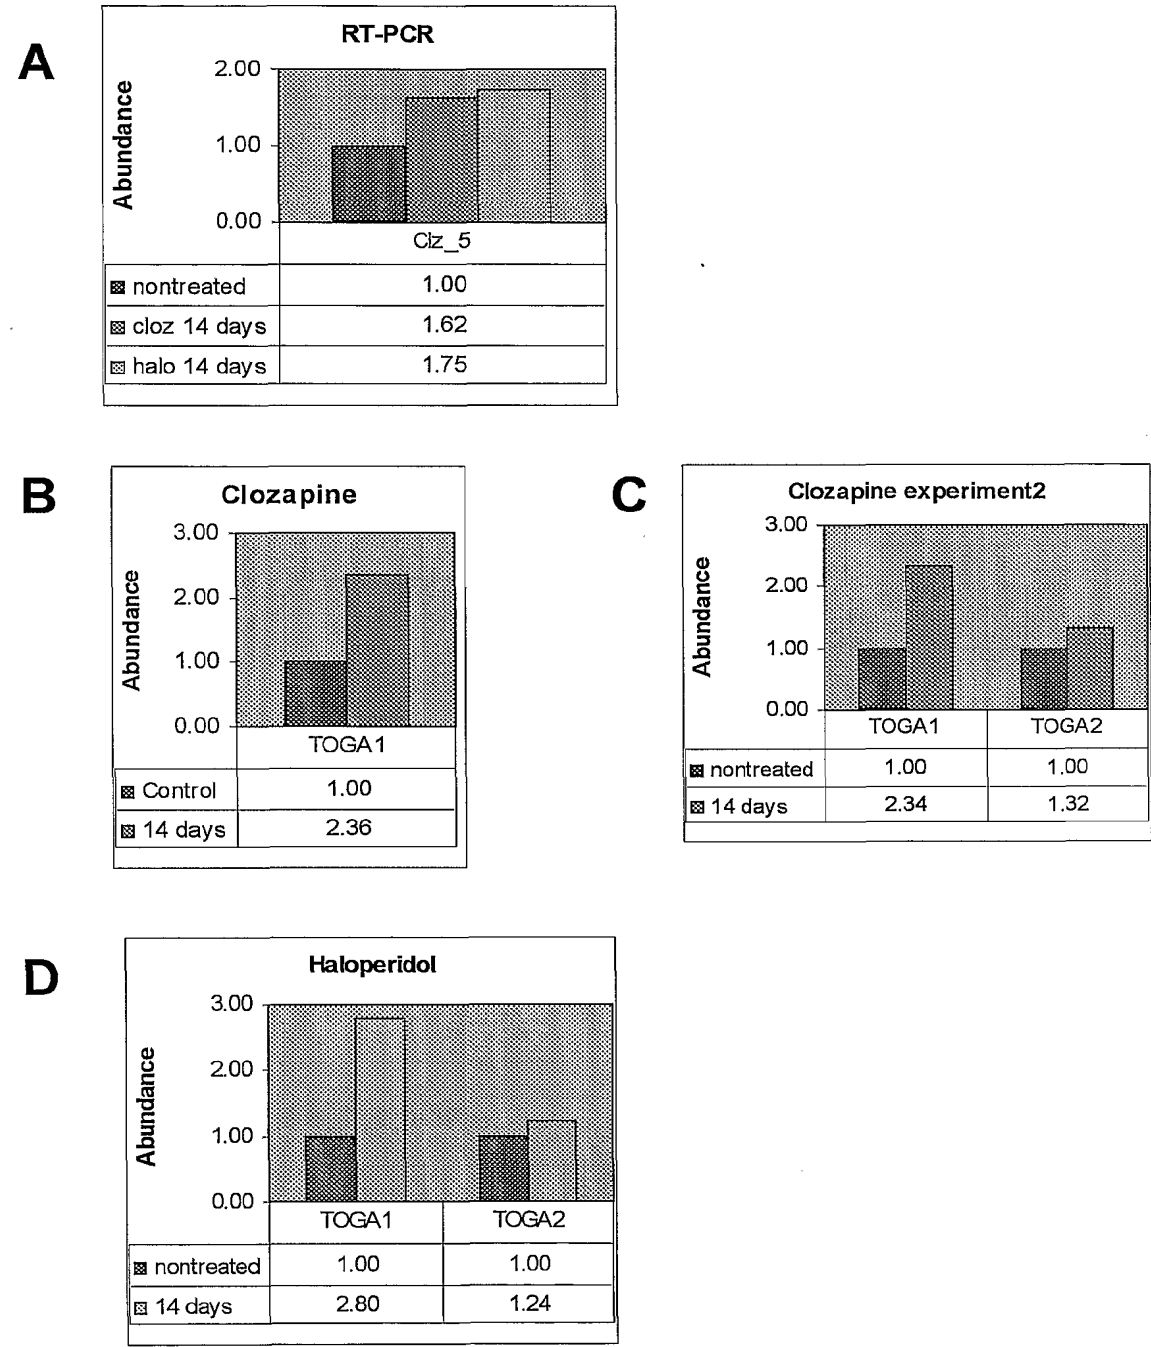 A
RT-PCR
Abundance
2.00
1.00
0.00
Clz_5
nontreated 1.00
cloz 14 days 1.62
halo 14 days 1.75
B
Clozapine
Abundance
3.00
2.00
1.00
0.00
TOGA1
Control 1.00
14 days 2.36
C
Clozapine experiment2
Abundance
3.00
2.00
1.00
0.00
TOGA1 TOGA2
nontreated 1.00 1.00
14 days 2.34 1.32
D
Haloperidol
Abundance
3.00
2.00
1.00
0.00
TOGA1 TOGA2
nontreated 1.00 1.00
14 days 2.80 1.24